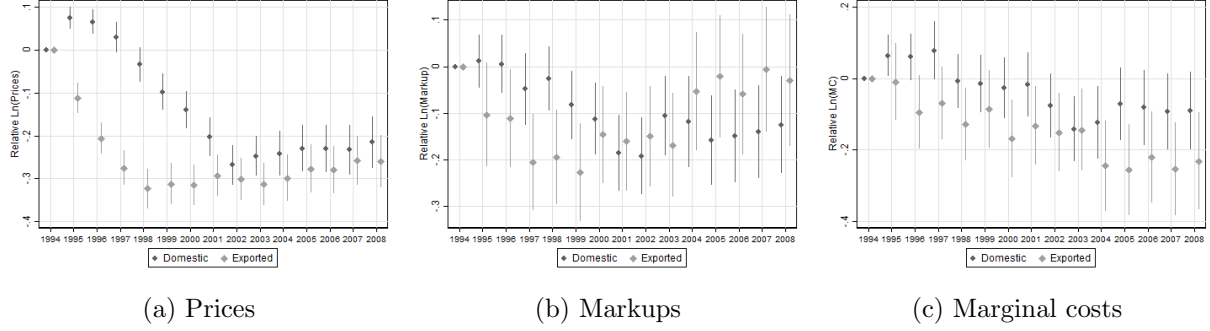 Relative Ln(Prices)
.1
0
-.1
-.2
-.3
-.4
1994 1995 1996 1997 1998 1999 2000 2001 2002 2003 2004 2005 2006 2007 2008
Domestic Exported
(a) Prices
Relative Ln(Markup)
.1
0
-.1
-.2
-.3
1994 1995 1996 1997 1998 1999 2000 2001 2002 2003 2004 2005 2006 2007 2008
Domestic Exported
(b) Markups
Relative Ln(MC)
.2
0
-.2
-.4
1994 1995 1996 1997 1998 1999 2000 2001 2002 2003 2004 2005 2006 2007 2008
Domestic Exported
(c) Marginal costs